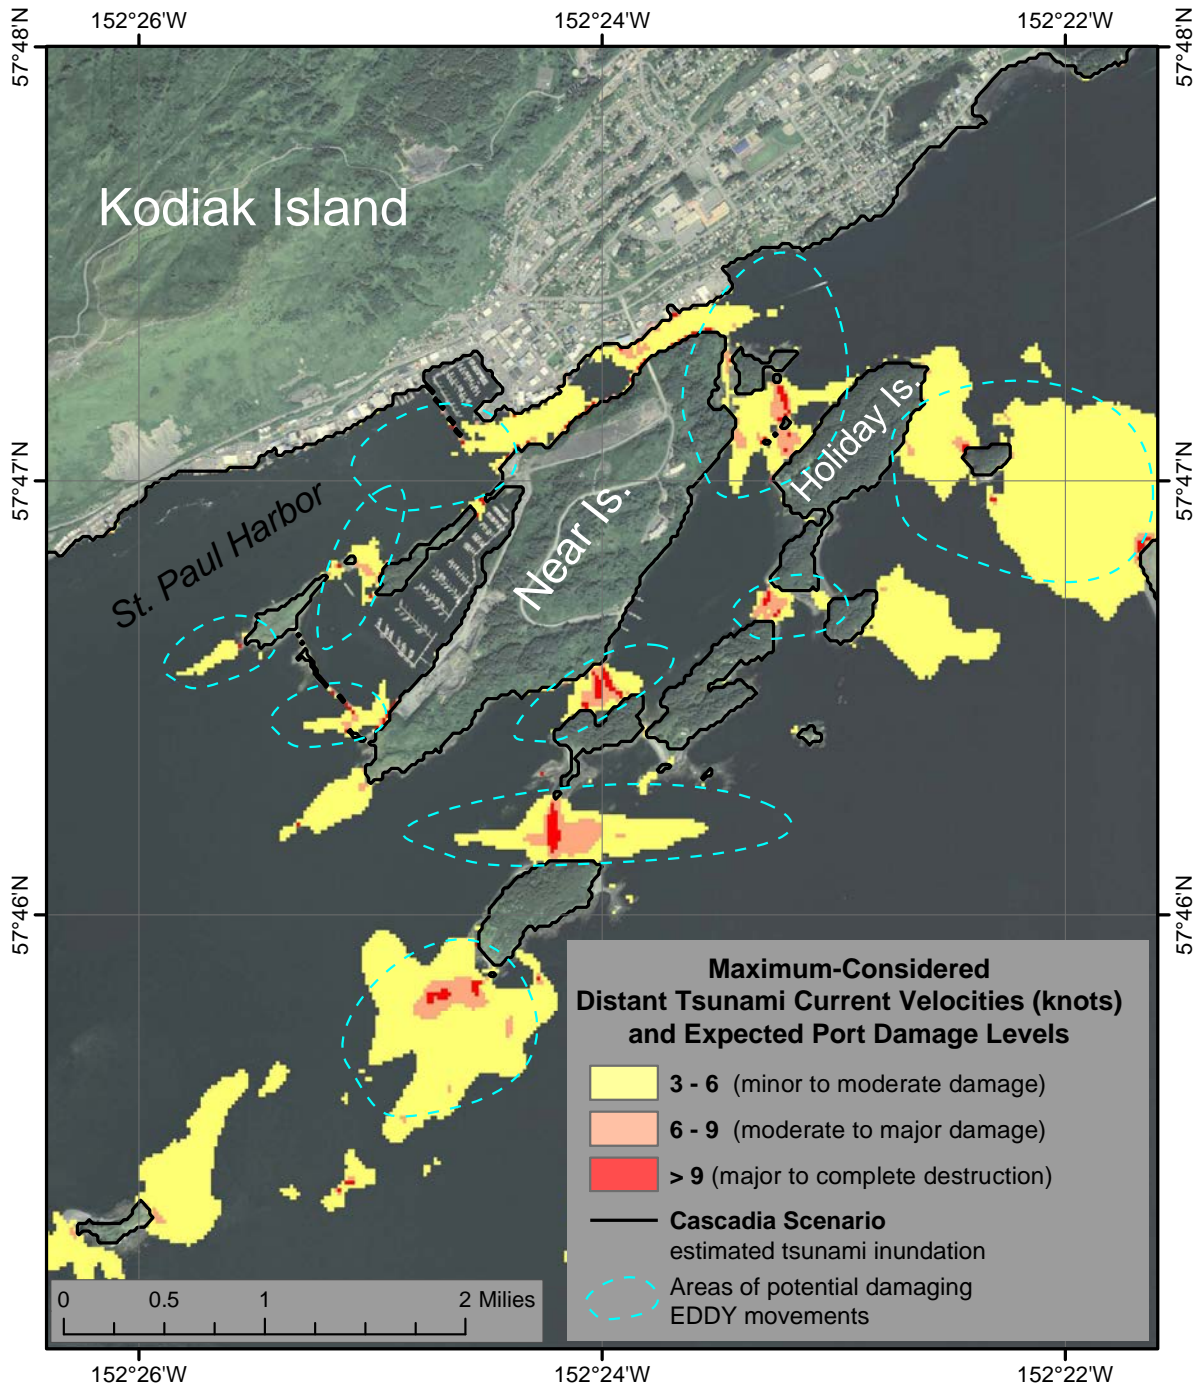 152°26'W 152°24'W 152°22'W
57°48'N 57°48'N
Kodiak Island
Holiday Is.
57°47'N 57°47'N
St. Paul Harbor
Near Is.
57°46'N 57°46'N
Maximum-Considered
Distant Tsunami Current Velocities (knots)
and Expected Port Damage Levels
3 - 6 (minor to moderate damage)
6 - 9 (moderate to major damage)
> 9 (major to complete destruction)
Cascadia Scenario
estimated tsunami inundation
Areas of potential damaging
EDDY movements
0 0.5 1 2 Milies
152°26'W 152°24'W 152°22'W